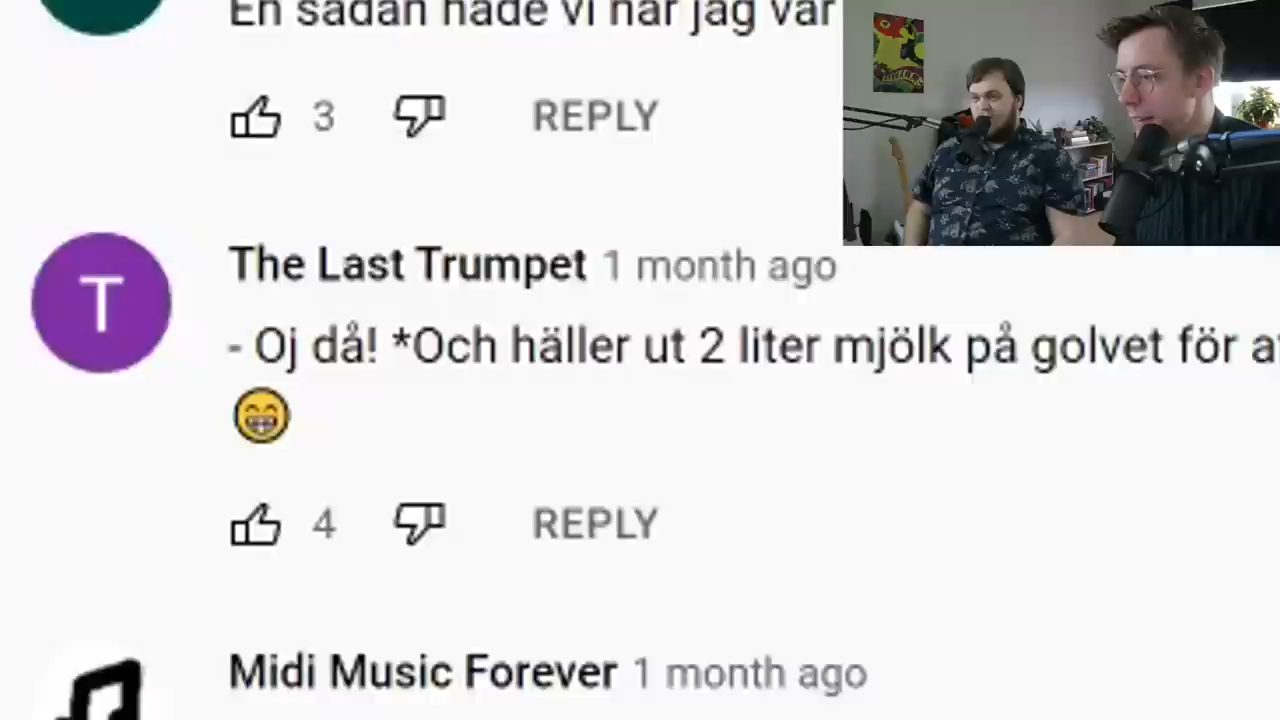 En sådan hade vi när jag var
3
REPLY
T
The Last Trumpet 1 month ago
- Oj då! *Och häller ut 2 liter mjölk på golvet för
4
REPLY
Midi Music Forever 1 month ago